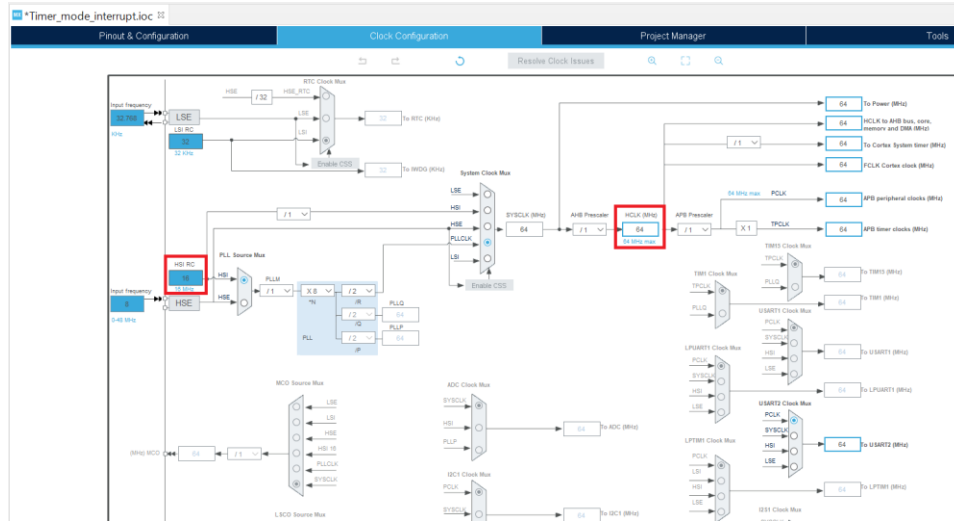 *Timer_mode_interrupt.ioc
Pinout & Configuration
Clock Configuration
Project Manager
Tools
Resolve Clock Issues
RTC Clock Mux
HSE
/ 32
HSE_RTC
Input frequency
32.768
KHz
LSE
LSE
LSI RC
32
32 KHz
LSI
32
To RTC (KHz)
Enable CSS
32
To IWDG (KHz)
64
To Power (MHz)
64
HCLK to AHB bus, core,
memory and DMA (MHz)
/ 1
64
To Cortex System timer (MHz)
64
FCLK Cortex clock (MHz)
System Clock Mux
LSE
HSI
HSE
PLLCLK
LSI
/ 1
SYSCLK (MHz)
64
AHB Prescaler
/ 1
HCLK (MHz)
64
64 MHz max
APB Prescaler
/ 1
64 MHz max
PCLK
64
APB peripheral clocks (MHz)
X 1
TPCLK
64
APB timer clocks (MHz)
Enable CSS
HSI RC
16
16 MHz
PLL Source Mux
HSI
HSE
PLLM
/ 1
X 8
*N
/ 2
/R
/ 2
/Q
/ 2
/P
PLL
PLLQ
64
PLLP
64
Input frequency
8
HSE
TIM15 Clock Mux
TPCLK
PLLQ
64
To TIM15 (MHz)
TIM1 Clock Mux
TPCLK
PLLQ
64
To TIM1 (MHz)
USART1 Clock Mux
PCLK
SYSCLK
HSI
LSE
64
To USART1 (MHz)
LPUART1 Clock Mux
PCLK
SYSCLK
HSI
LSE
64
To LPUART1 (MHz)
USART2 Clock Mux
PCLK
SYSCLK
HSI
LSE
64
To USART2 (MHz)
MCO Source Mux
LSE
LSI
HSE
HSI 16
PLLCLK
SYSCLK
(MHz) MCO
64
/ 1
ADC Clock Mux
SYSCLK
HSI
PLLP
64
To ADC (MHz)
LPTIM1 Clock Mux
PCLK
LSI
HSI
LSE
64
To LPTIM1 (MHz)
I2C1 Clock Mux
PCLK
HSI
SYSCLK
64
To I2C1 (MHz)
LSCO Source Mux
I2S1 Clock Mux